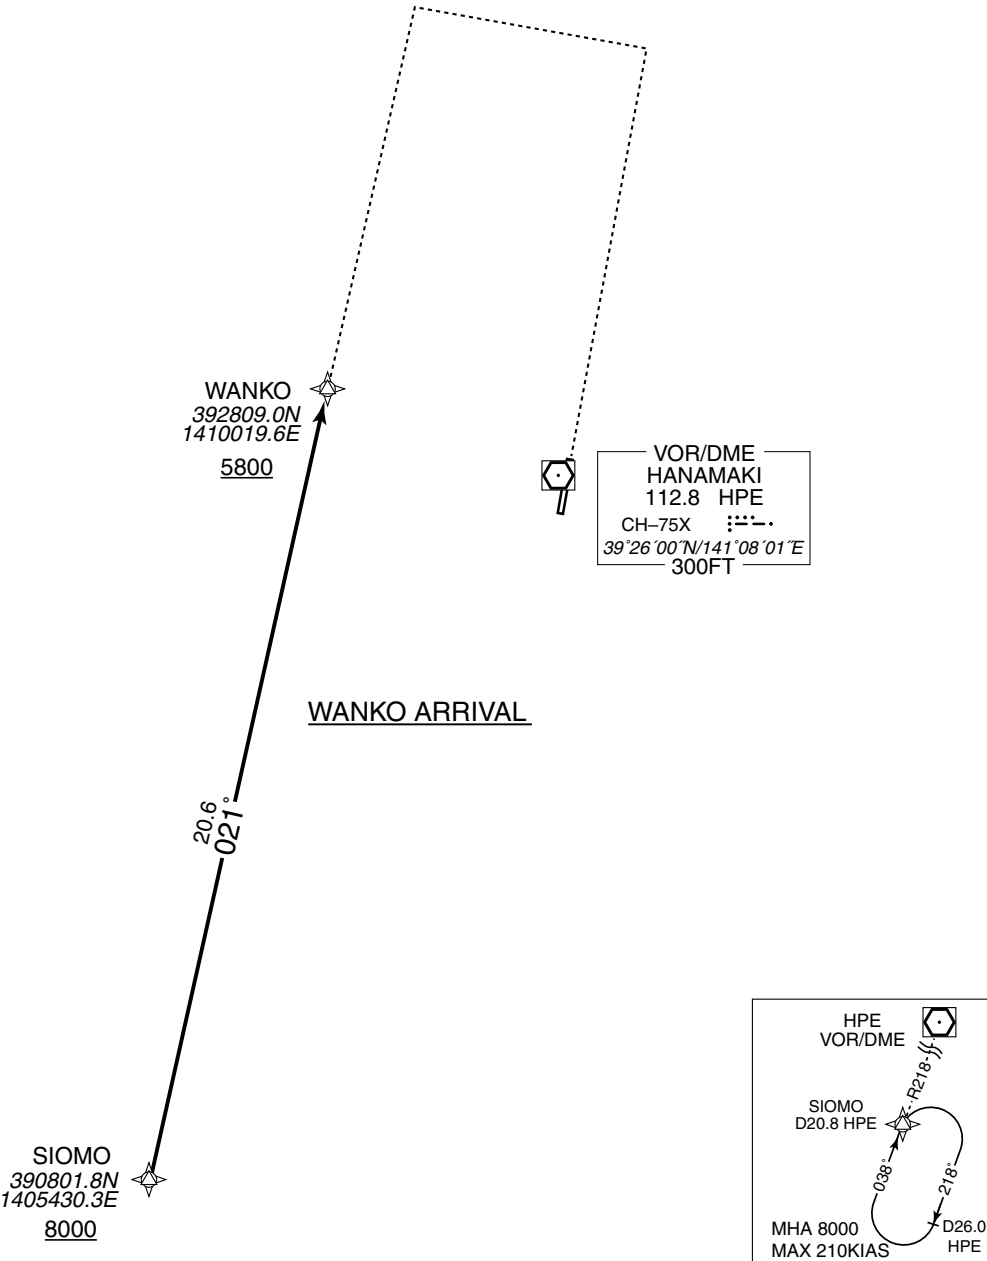 WANKO
392809.0N
1410019.6E
5800
VOR/DME
HANAMAKI
112.8 HPE
CH–75X
39°26´00˝N/141°08´01˝E
300FT
WANKO ARRIVAL
20.6
021°
SIOMO
390801.8N
1405430.3E
8000
HPE
VOR/DME
R218
SIOMO
D20.8 HPE
038°
218°
D26.0
HPE
MHA 8000
MAX 210KIAS